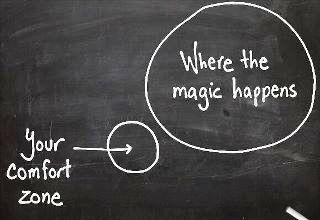 Where the
magic happens
Your
comfort
zone